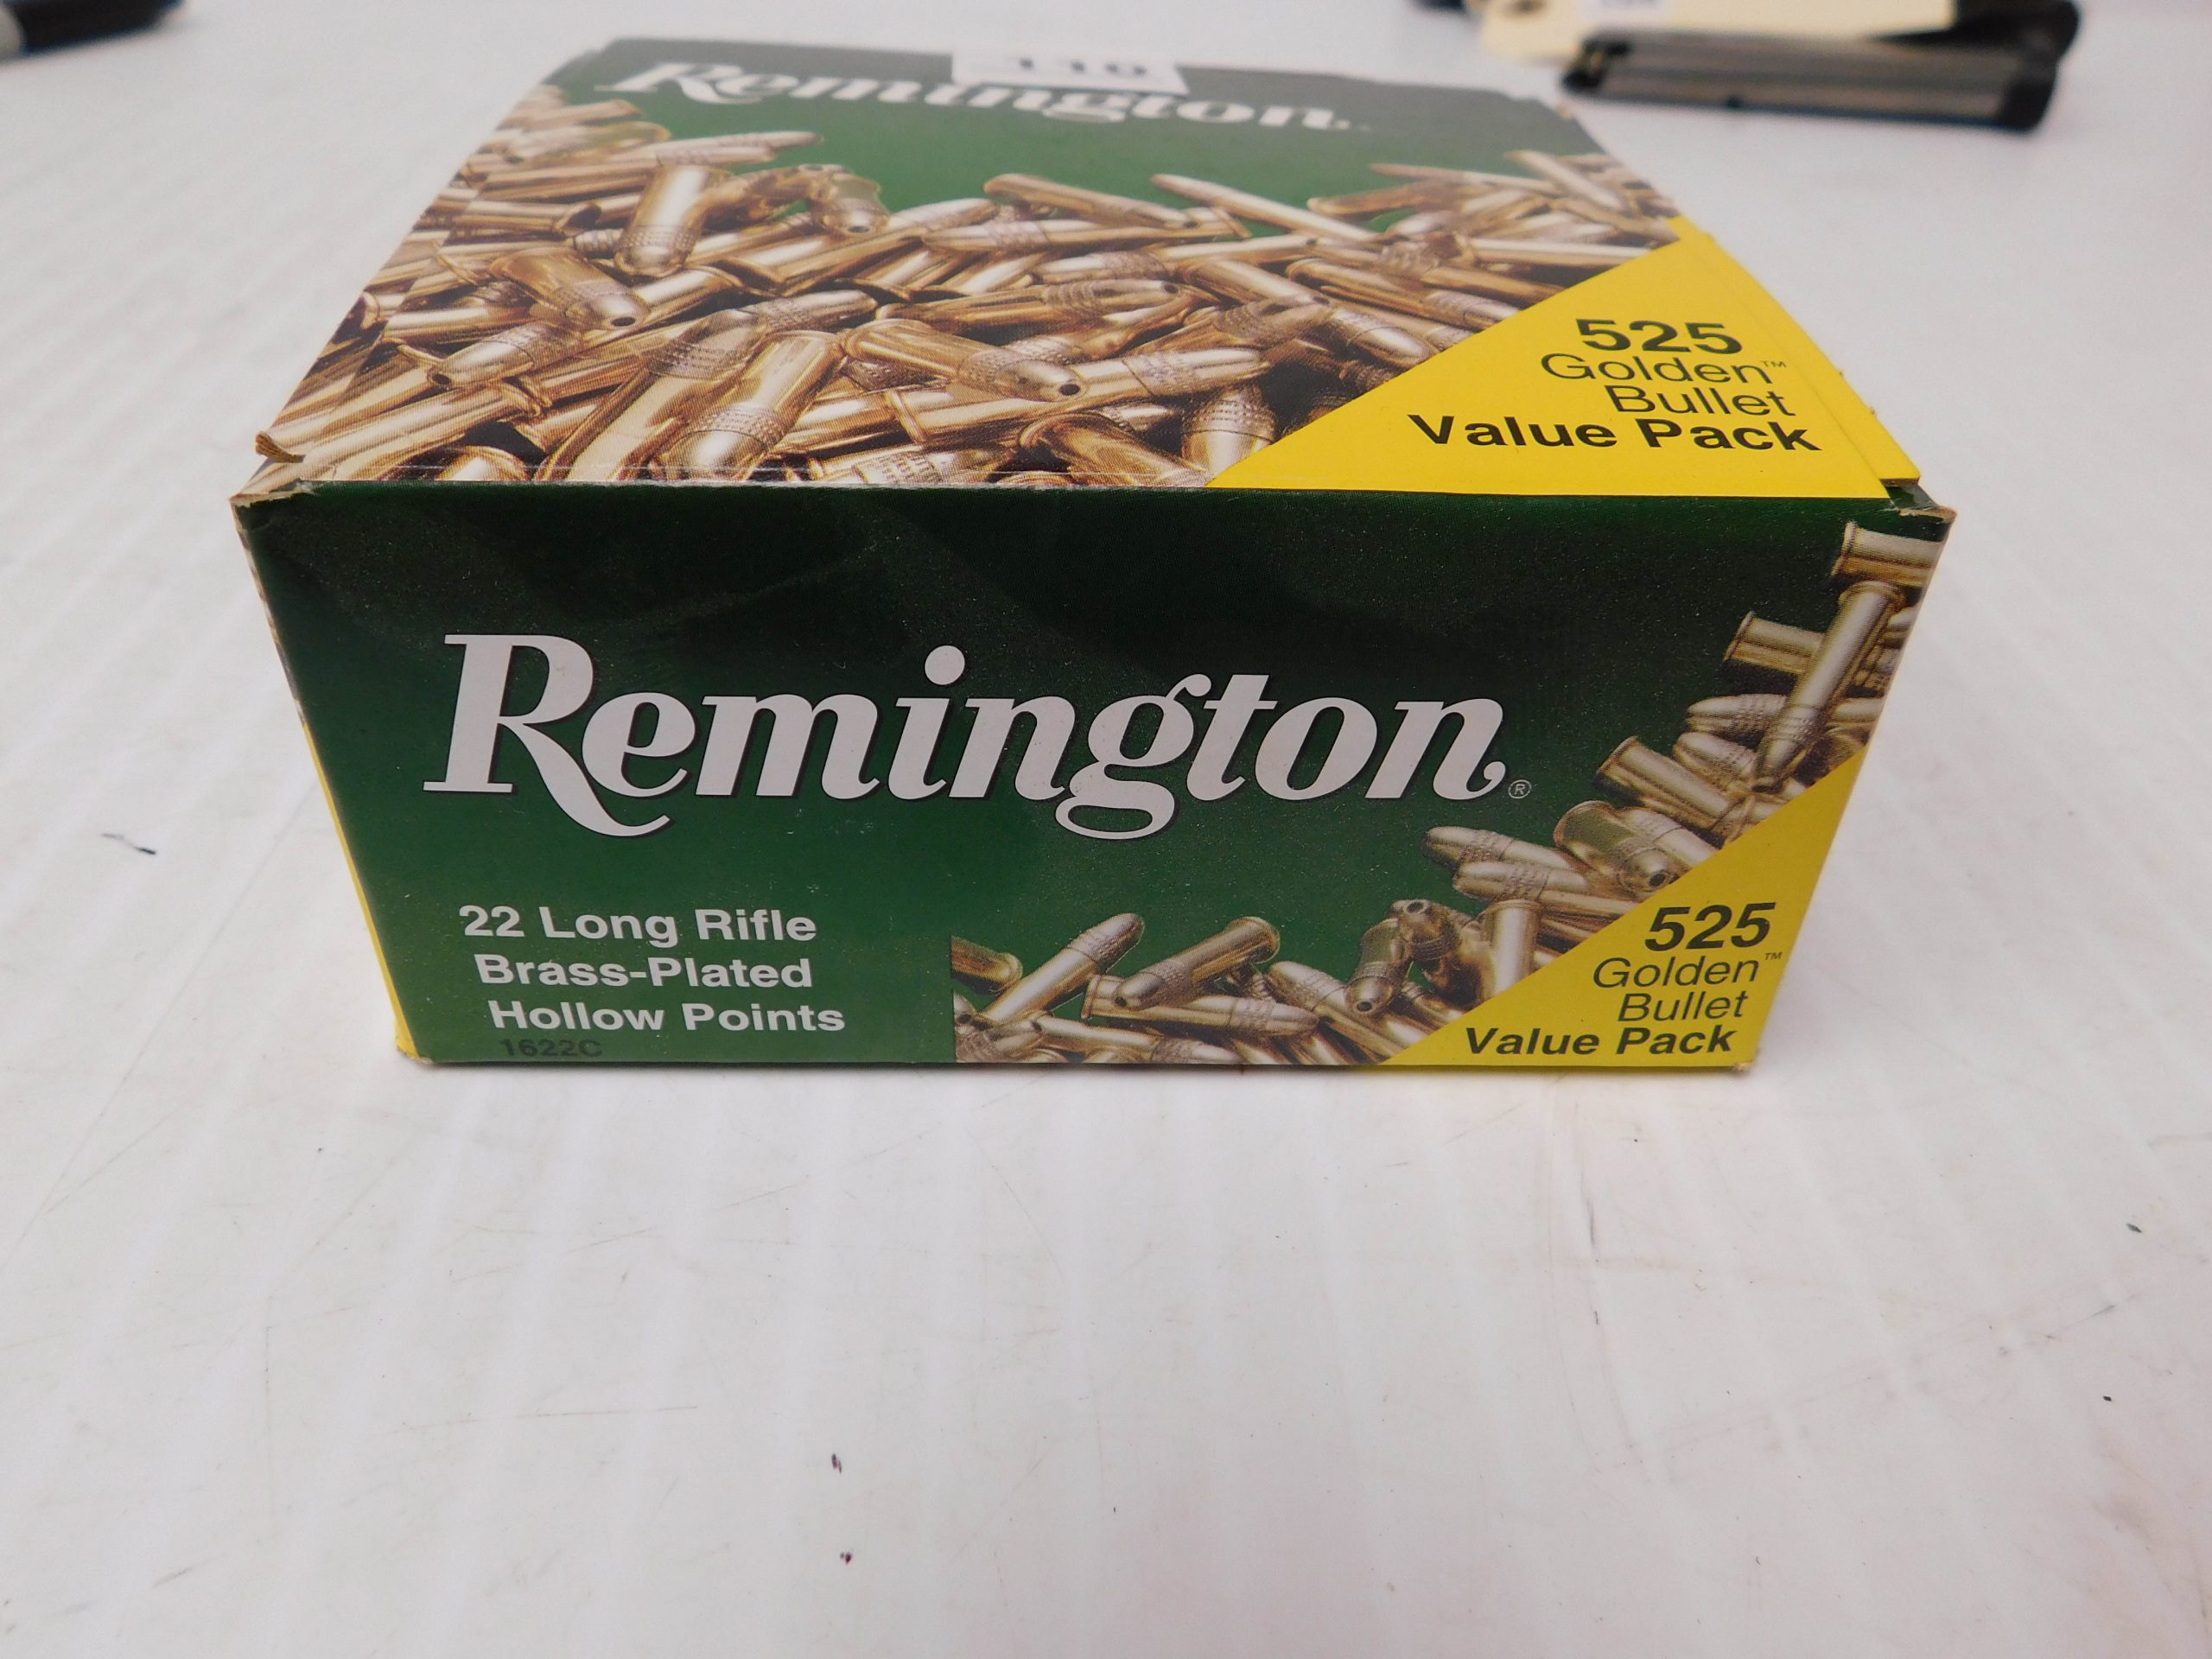 Remington
525
Golden™
Bullet
Value Pack
Remington®
22 Long Rifle
Brass-Plated
Hollow Points
1622C
525
Golden™
Bullet
Value Pack